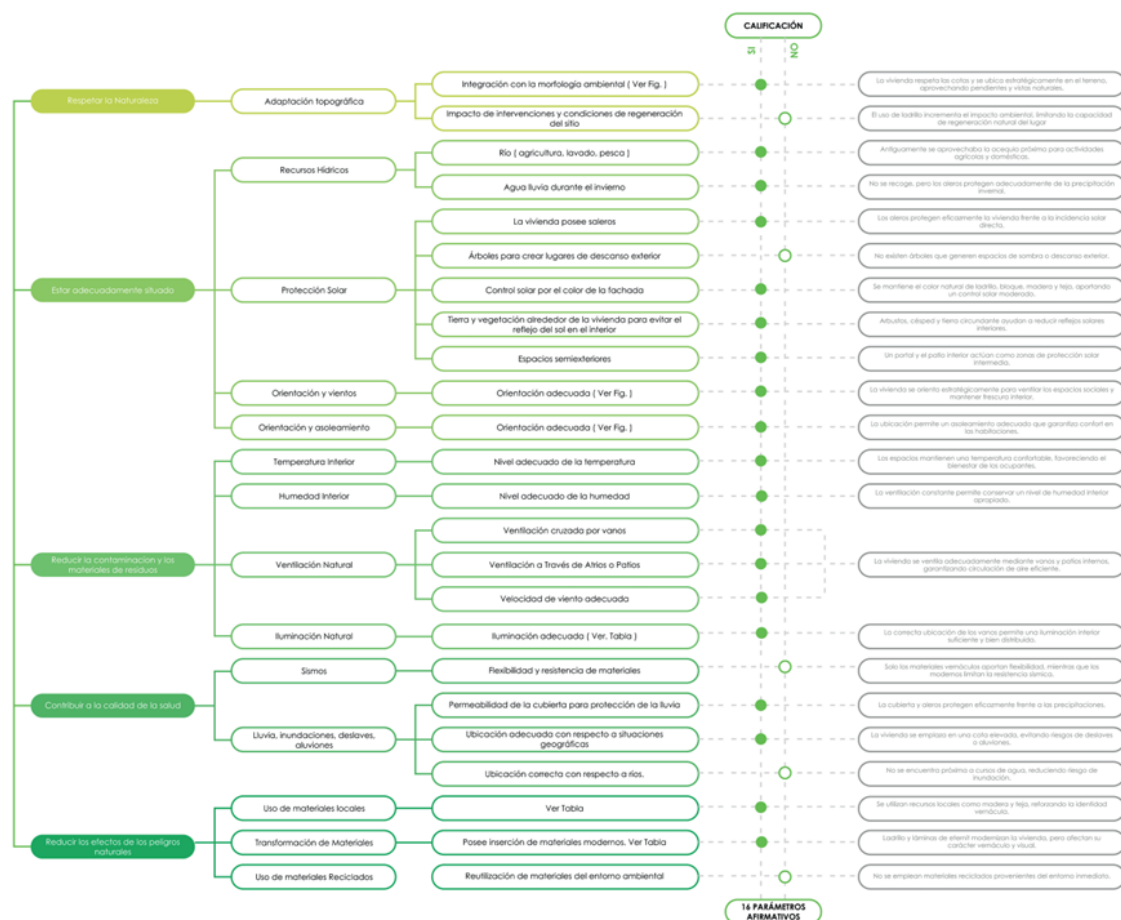 CALIFICACIÓN
SI
NO
Respetar la Naturaleza
Adaptación topográfica
Integración con la morfología ambiental ( Ver Fig. )
La vivienda respeta las cotas y se ubica estratégicamente en el terreno,
aprovechando pendientes y vistas naturales.
Impacto de intervenciones y condiciones de regeneración
del sitio
El uso de ladrillo incrementa el impacto ambiental, limitando la capacidad
de regeneración natural del lugar
Estar adecuadamente situado
Recursos Hídricos
Río ( agricultura, lavado, pesca )
Antiguamente se aprovechaba la acequia próxima para actividades
agrícolas y domésticas.
Agua lluvia durante el invierno
No se recoge, pero los aleros protegen adecuadamente de la precipitación
invernal.
Protección Solar
La vivienda posee saleros
Los aleros protegen eficazmente la vivienda frente a la incidencia solar
directa.
Árboles para crear lugares de descanso exterior
No existen árboles que generen espacios de sombra o descanso exterior.
Control solar por el color de la fachada
Se mantiene el color natural de ladrillo, bloque, madera y teja, aportando
un control solar moderado.
Tierra y vegetación alrededor de la vivienda para evitar el
reflejo del sol en el interior
Arbustos, césped y tierra circundante ayudan a reducir reflejos solares
interiores.
Espacios semiexteriores
Un portal y el patio interior actúan como zonas de protección solar
intermedia.
Orientación y vientos
Orientación adecuada ( Ver Fig. )
La vivienda se orienta estratégicamente para ventilar los espacios sociales y
mantener frescura interior.
Orientación y asoleamiento
Orientación adecuada ( Ver Fig. )
La ubicación permite un asoleamiento adecuado que garantiza confort en
las habitaciones.
Reducir la contaminacion y los
materiales de residuos
Temperatura Interior
Nivel adecuado de la temperatura
Los espacios mantienen una temperatura confortable, favoreciendo el
bienestar de los ocupantes.
Humedad Interior
Nivel adecuado de la humedad
La ventilación constante permite conservar un nivel de humedad interior
apropiado.
Ventilación Natural
Ventilación cruzada por vanos
Ventilación a Través de Atrios o Patios
Velocidad de viento adecuada
La vivienda se ventila adecuadamente mediante vanos y patios internos,
garantizando circulación de aire eficiente.
Iluminación Natural
Iluminación adecuada ( Ver. Tabla )
La correcta ubicación de los vanos permite una iluminación interior
suficiente y bien distribuida.
Contribuir a la calidad de la salud
Sismos
Flexibilidad y resistencia de materiales
Solo los materiales vernáculos aportan flexibilidad, mientras que los
modernos limitan la resistencia sísmica.
Lluvia, inundaciones, deslaves,
aluviones
Permeabilidad de la cubierta para protección de la lluvia
La cubierta y aleros protegen eficazmente frente a las precipitaciones.
Ubicación adecuada con respecto a situaciones
geográficas
La vivienda se emplaza en una cota elevada, evitando riesgos de deslaves
o aluviones.
Ubicación correcta con respecto a ríos.
No se encuentra próxima a cursos de agua, reduciendo riesgo de
inundación.
Reducir los efectos de los peligros
naturales
Uso de materiales locales
Ver Tabla
Se utilizan recursos locales como madera y teja, reforzando la identidad
vernácula.
Transformación de Materiales
Posee inserción de materiales modernos. Ver Tabla
Ladrillo y láminas de eternit modernizan la vivienda, pero afectan su
carácter vernáculo y visual.
Uso de materiales Reciclados
Reutilización de materiales del entorno ambiental
No se emplean materiales reciclados provenientes del entorno inmediato.
16 PARÁMETROS
AFIRMATIVOS